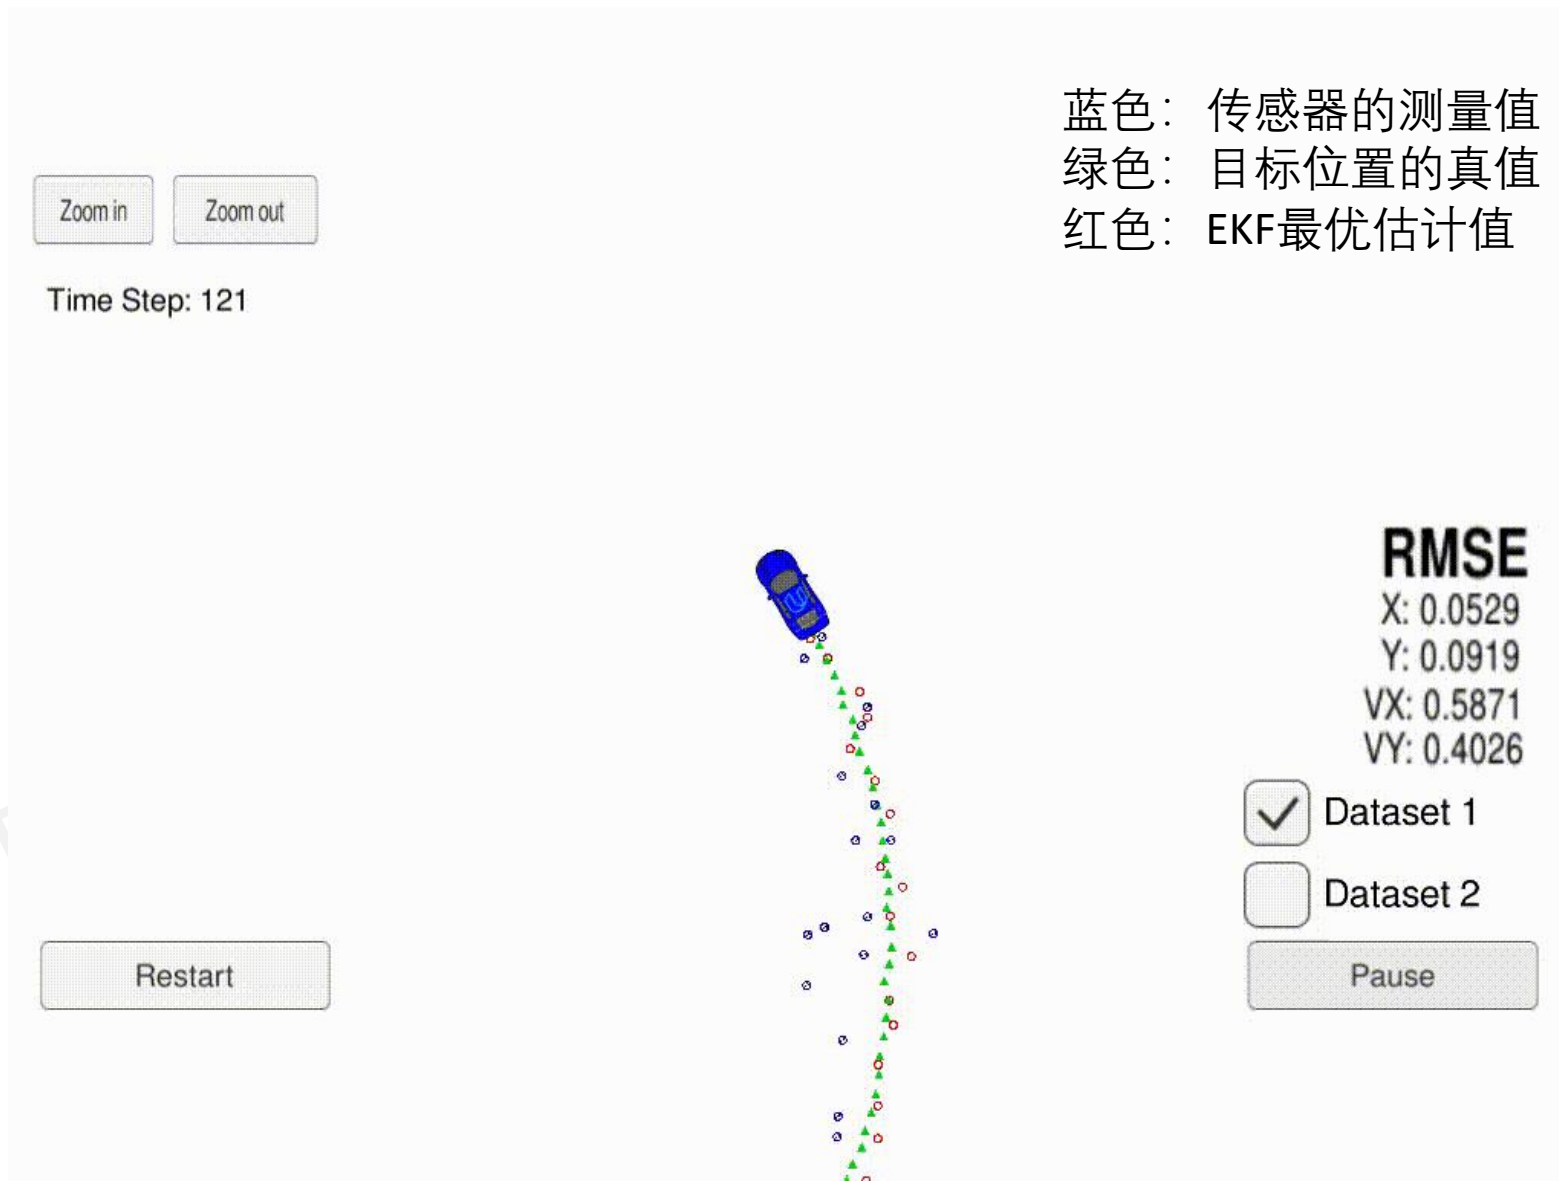 蓝色：传感器的测量值
绿色：目标位置的真值
红色：EKF最优估计值
Zoom in
Zoom out
Time Step: 121
RMSE
X: 0.0529
Y: 0.0919
VX: 0.5871
VY: 0.4026
Dataset 1
Dataset 2
Restart
Pause